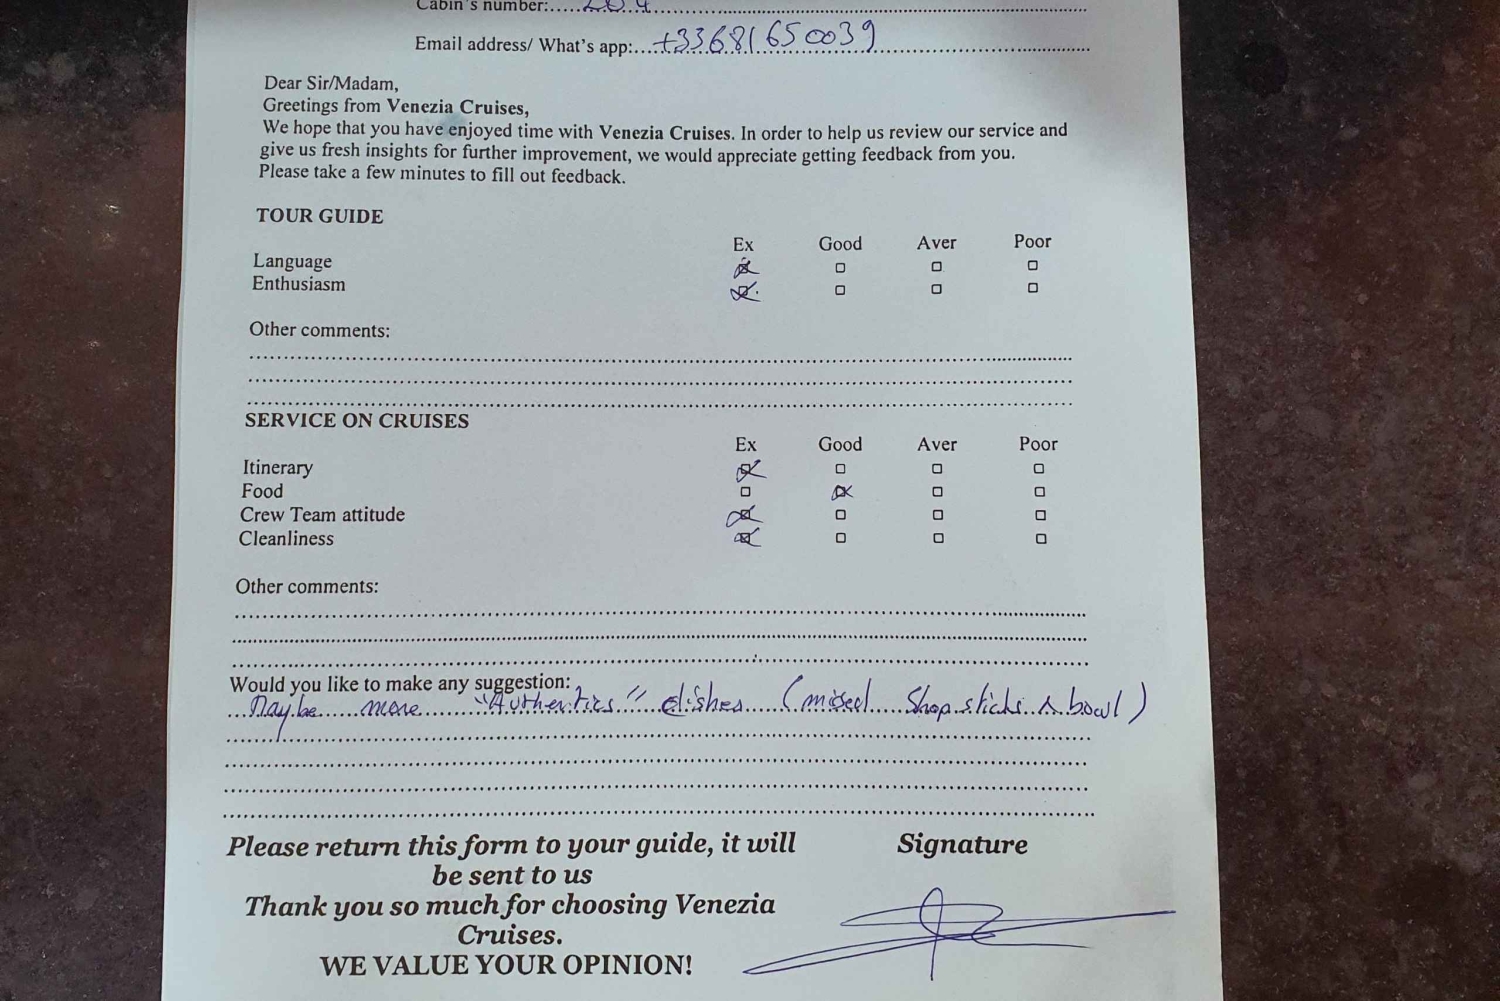 Cabin's number:.....204
Email address/ What's app:...+33681650039
Dear Sir/Madam,
Greetings from Venezia Cruises,
We hope that you have enjoyed time with Venezia Cruises. In order to help us review our service and
give us fresh insights for further improvement, we would appreciate getting feedback from you.
Please take a few minutes to fill out feedback.
TOUR GUIDE
Ex Good Aver Poor
Language
Enthusiasm
Other comments:
SERVICE ON CRUISES
Ex Good Aver Poor
Itinerary
Food
Crew Team attitude
Cleanliness
Other comments:
Would you like to make any suggestion:
Maybe more "Authentics" dishes (missed Shopsticks & bowl)
Please return this form to your guide, it will
be sent to us
Thank you so much for choosing Venezia
Cruises.
WE VALUE YOUR OPINION!
Signature